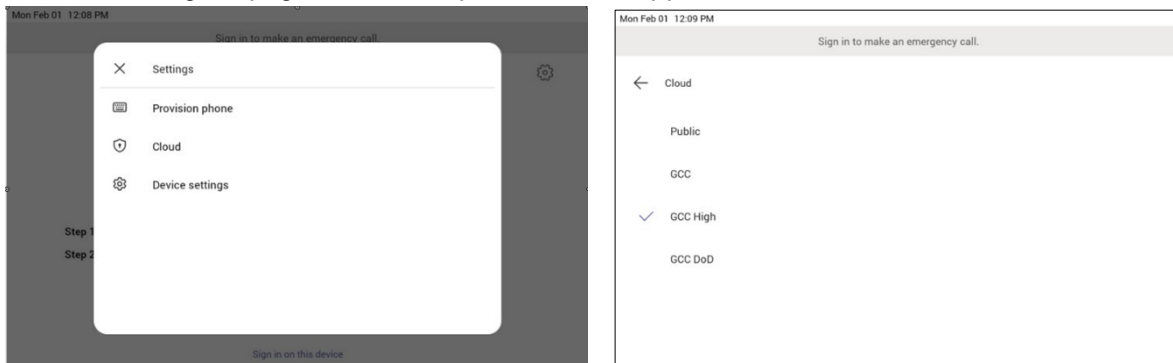 Mon Feb 01 12:08 PM
Sign in to make an emergency call.
Settings
Provision phone
Cloud
Device settings
Step 1
Step 2
Sign in on this device
Mon Feb 01 12:09 PM
Sign in to make an emergency call.
Cloud
Public
GCC
GCC High
GCC DoD